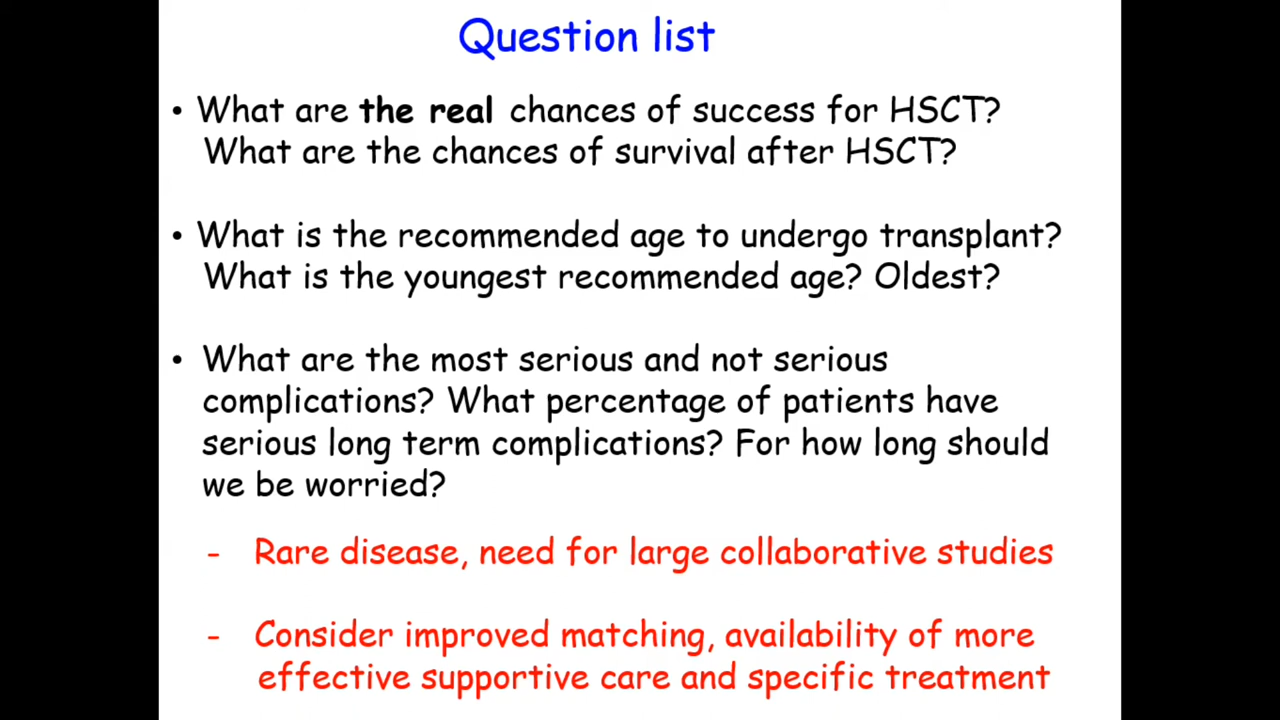 Question list
• What are the real chances of success for HSCT?
What are the chances of survival after HSCT?
• What is the recommended age to undergo transplant?
What is the youngest recommended age? Oldest?
• What are the most serious and not serious
complications? What percentage of patients have
serious long term complications? For how long should
we be worried?
- Rare disease, need for large collaborative studies
- Consider improved matching, availability of more
effective supportive care and specific treatment